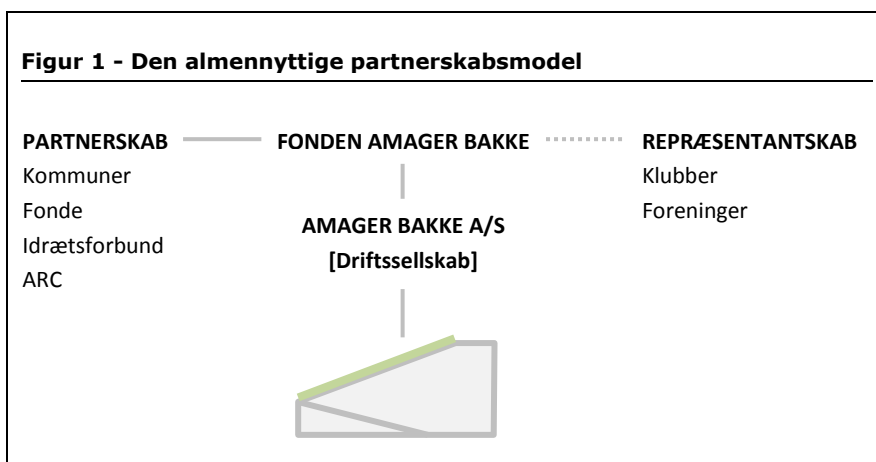 Figur 1 - Den almennyttige partnerskabsmodel
PARTNERSKAB
Kommuner
Fonde
Idrætsforbund
ARC
FONDEN AMAGER BAKKE
AMAGER BAKKE A/S
[Driftssellskab]
REPRÆSENTANTSKAB
Klubber
Foreninger